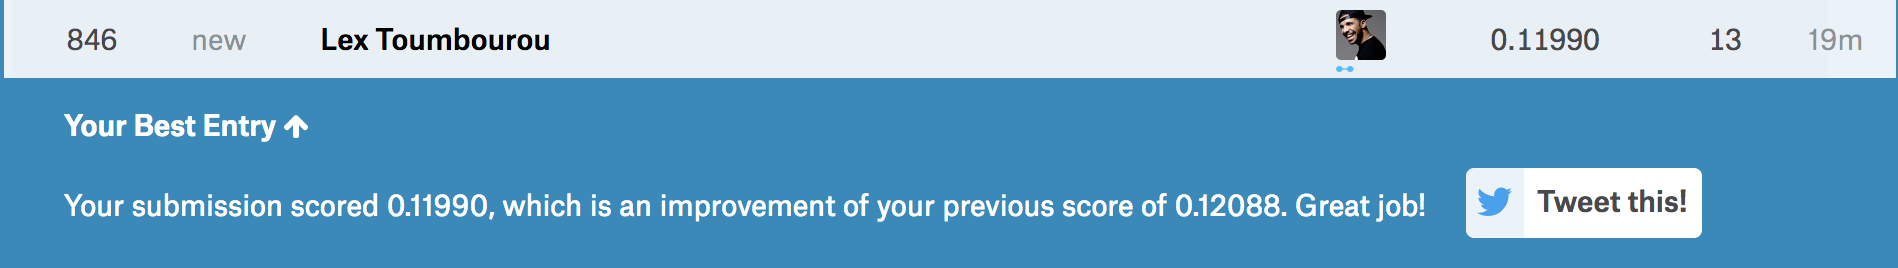 846 new Lex Toumbourou 0.11990 13 19m
Your Best Entry
Your submission scored 0.11990, which is an improvement of your previous score of 0.12088. Great job!
Tweet this!